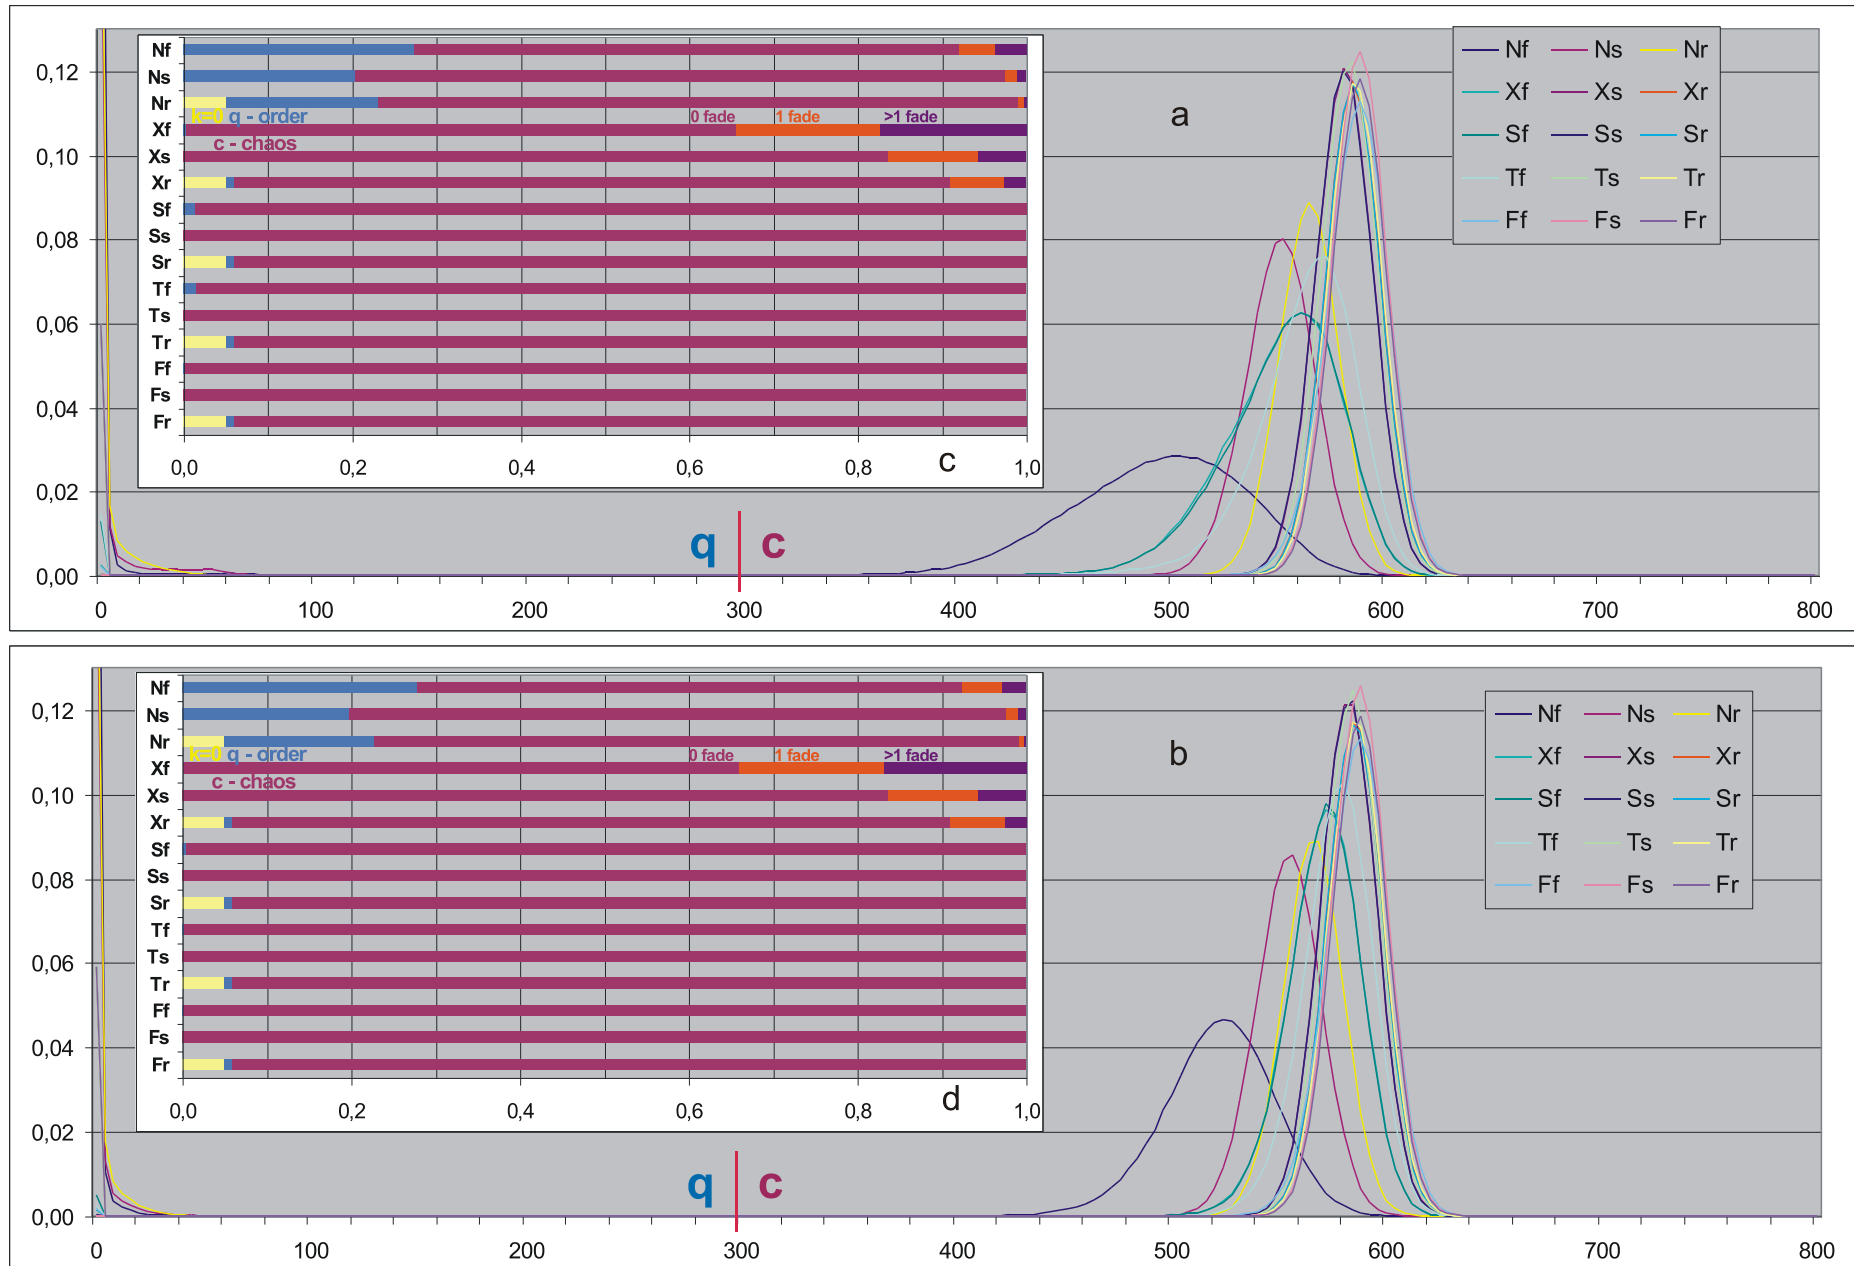 Nf
0,12
Ns
Nr
k=0 q - order
0 fade 1 fade >1 fade
Xf
c - chaos
0,10
Xs
Xr
Sf
Ss
0,08
Sr
Tf
Ts
0,06
Tr
Ff
Fs
0,04
Fr
0,0 0,2 0,4 0,6 0,8 c 1,0
0,02
q c
0,00
0 100 200 300 400 500 600 700 800
a
Nf Ns Nr
Xf Xs Xr
Sf Ss Sr
Tf Ts Tr
Ff Fs Fr
Nf
0,12
Ns
Nr
k=0 q - order
0 fade 1 fade >1 fade
Xf
c - chaos
0,10
Xs
Xr
Sf
Ss
0,08
Sr
Tf
Ts
0,06
Tr
Ff
Fs
0,04
Fr
0,0 0,2 0,4 0,6 0,8 d 1,0
0,02
q c
0,00
0 100 200 300 400 500 600 700 800
b
Nf Ns Nr
Xf Xs Xr
Sf Ss Sr
Tf Ts Tr
Ff Fs Fr